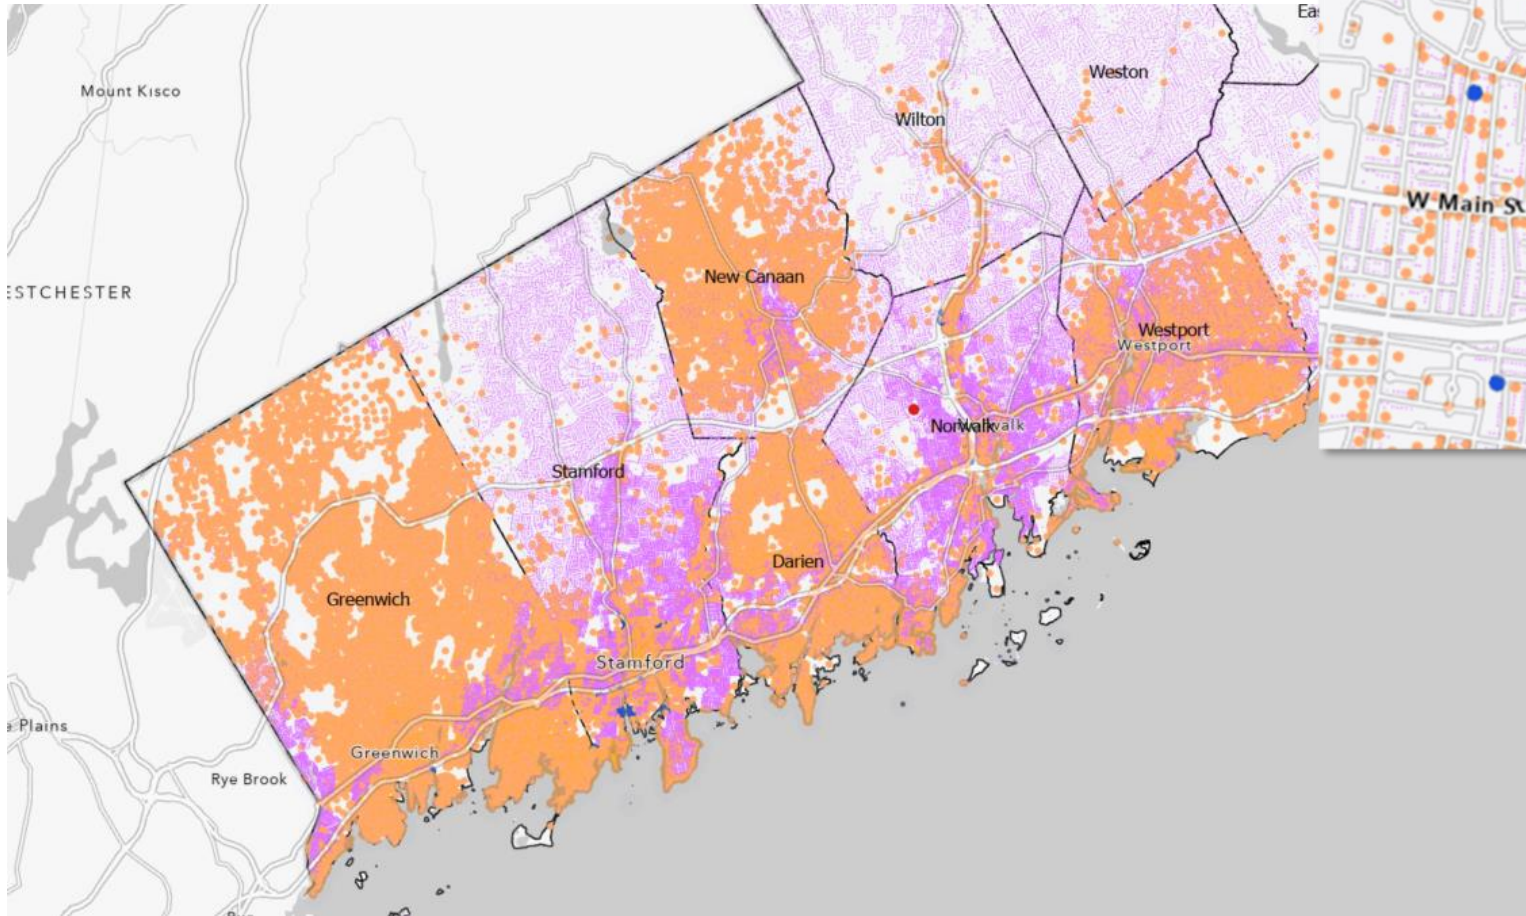 Mount Kisco
Weston
Wilton
W Main St
ESTCHESTER
New Canaan
Westport
Westport
Norwalk
Stamford
Darien
Greenwich
Stamford
Greenwich
e Plains
Rye Brook